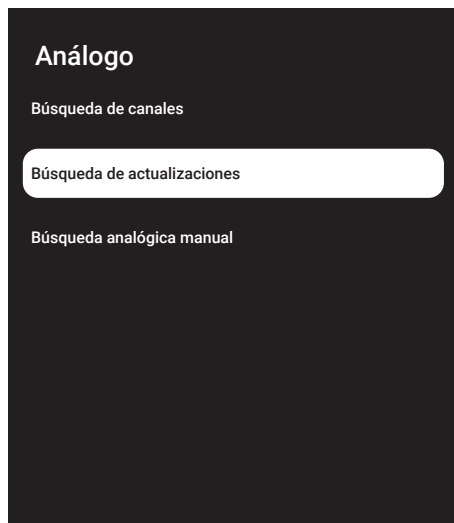 Análogo
Búsqueda de canales
Búsqueda de actualizaciones
Búsqueda analógica manual